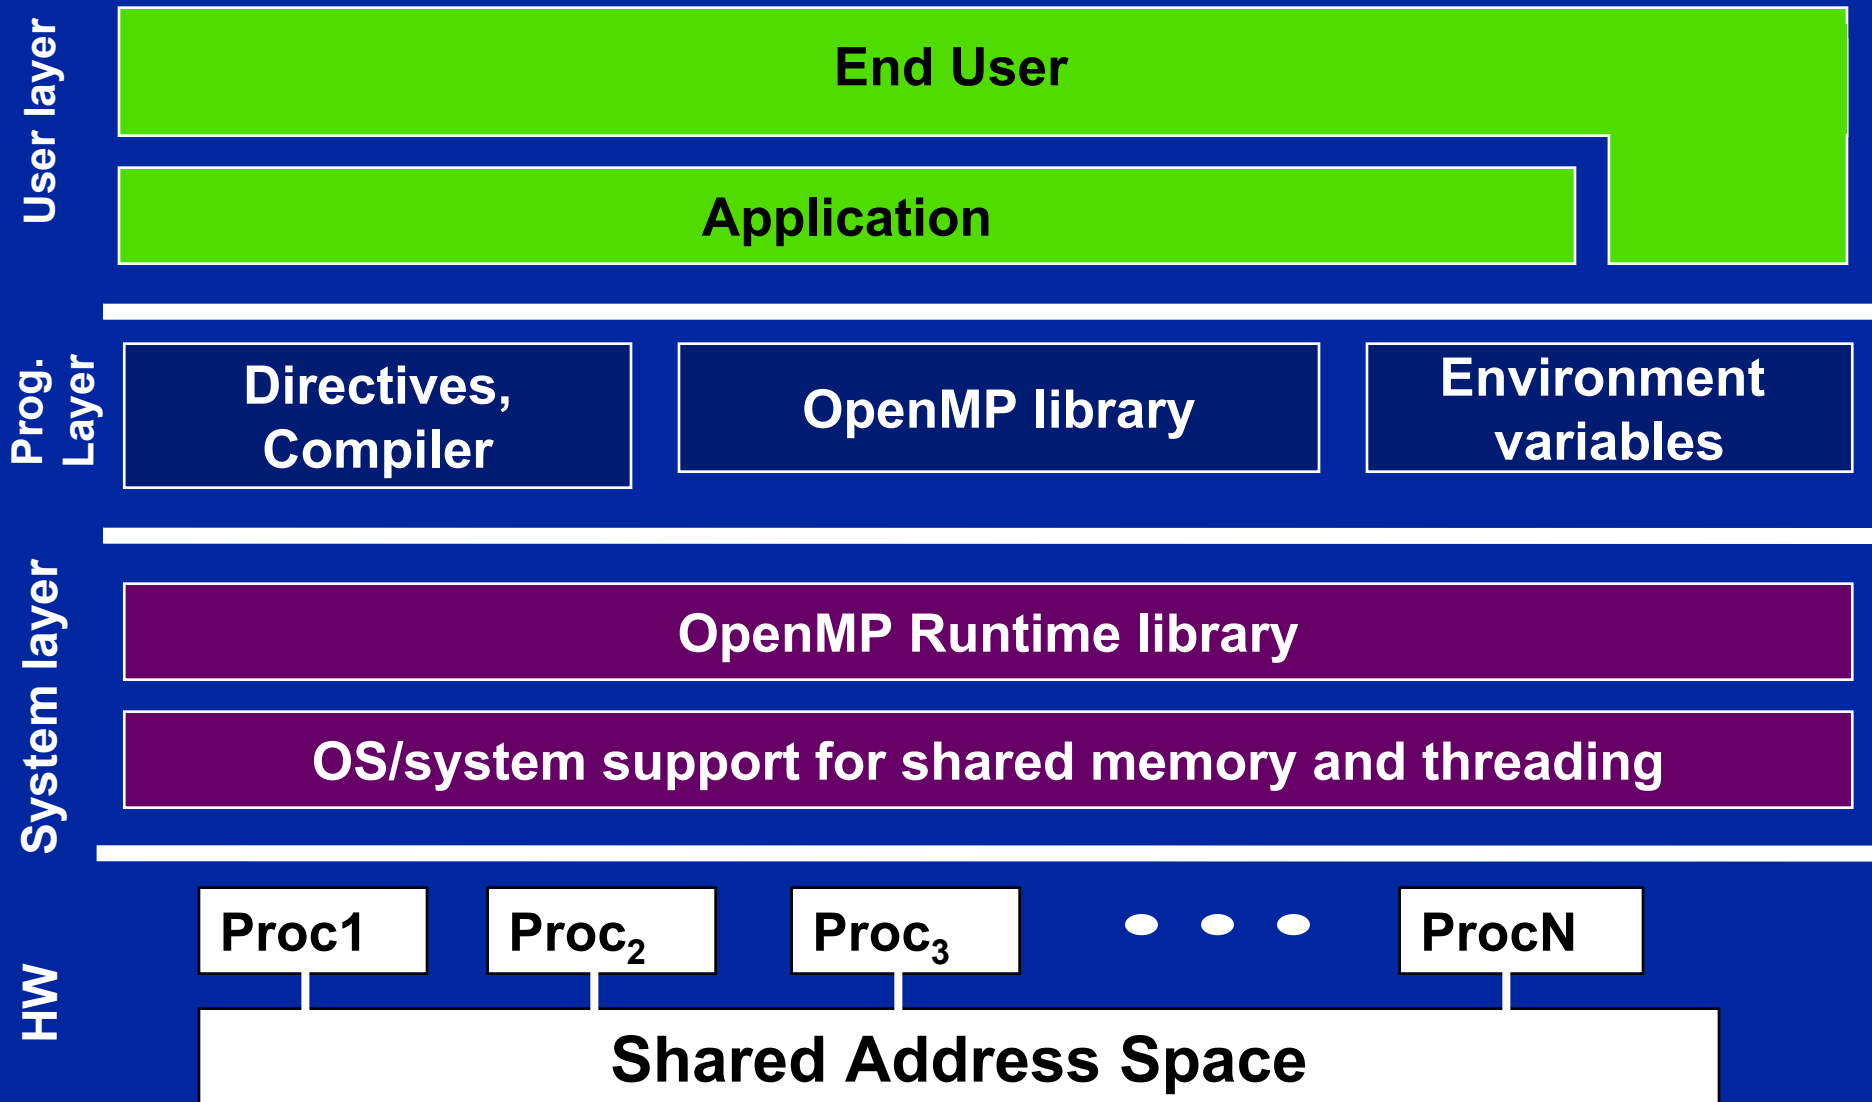 User layer
End User
Application
Prog.
Layer
Directives,
Compiler
OpenMP library
Environment
variables
System layer
OpenMP Runtime library
OS/system support for shared memory and threading
HW
Proc1
Proc₂
Proc₃
ProcN
Shared Address Space